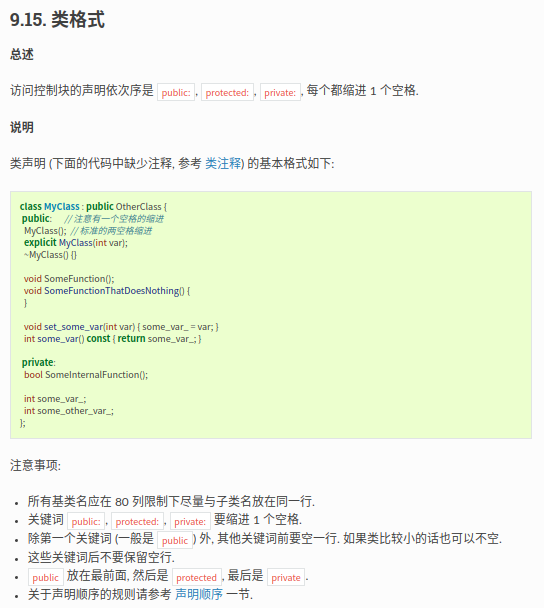 9.15. 类格式
总述
访问控制块的声明依次序是 public:, protected:, private:, 每个都缩进 1 个空格.
说明
类声明 (下面的代码中缺少注释, 参考 类注释) 的基本格式如下:
class MyClass : public OtherClass {
 public:      // 注意有一个空格的缩进
  MyClass();  // 标准的两空格缩进
  explicit MyClass(int var);
  ~MyClass() {}

  void SomeFunction();
  void SomeFunctionThatDoesNothing() {
  }

  void set_some_var(int var) { some_var_ = var; }
  int some_var() const { return some_var_; }

 private:
  bool SomeInternalFunction();

  int some_var_;
  int some_other_var_;
};
注意事项:
• 所有基类名应在 80 列限制下尽量与子类名放在同一行.
• 关键词 public:, protected:, private: 要缩进 1 个空格.
• 除第一个关键词 (一般是 public) 外, 其他关键词前要空一行. 如果类比较小的话也可以不空.
• 这些关键词后不要保留空行.
• public 放在最前面, 然后是 protected, 最后是 private.
• 关于声明顺序的规则请参考 声明顺序 一节.